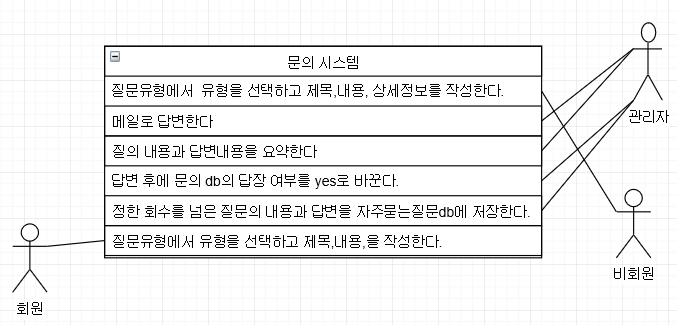 문의 시스템
질문유형에서 유형을 선택하고 제목,내용, 상세정보를 작성한다.
메일로 답변한다
질의 내용과 답변내용을 요약한다
답변 후에 문의 db의 답장 여부를 yes로 바꾼다.
정한 회수를 넘은 질문의 내용과 답변을 자주묻는질문db에 저장한다.
질문유형에서 유형을 선택하고 제목,내용,을 작성한다.
관리자
비회원
회원